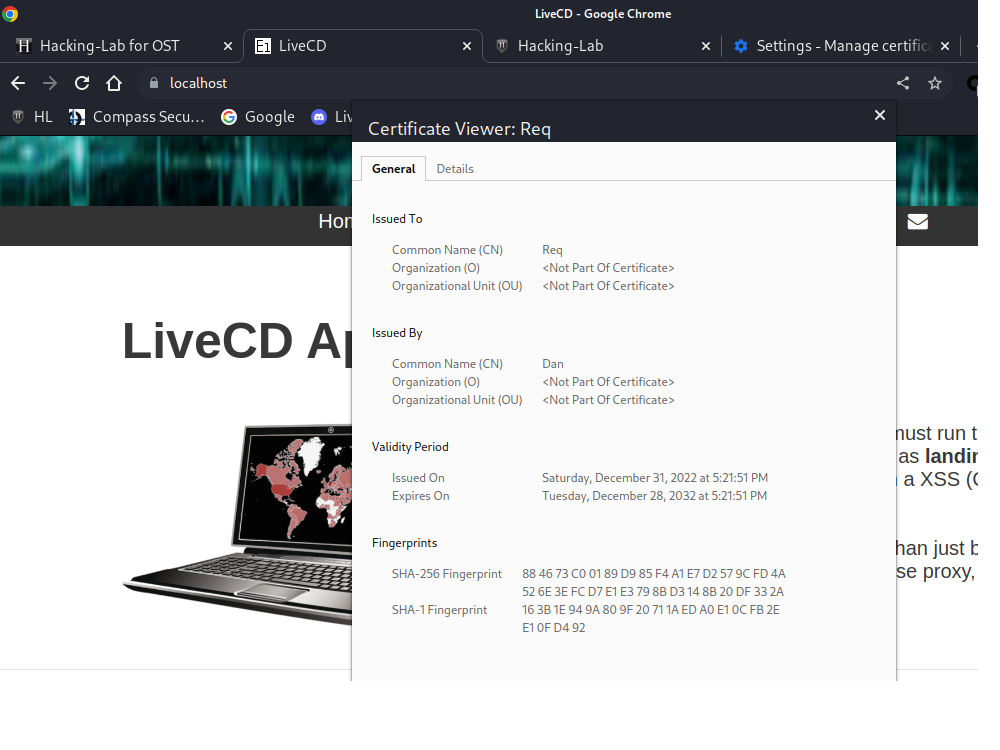 LiveCD - Google Chrome
Hacking-Lab for OST LiveCD Hacking-Lab Settings - Manage certific
localhost
HL Compass Secu... Google Liv
Certificate Viewer: Req
General Details
Hor
LiveCD Ap
Issued To
Common Name (CN) Req
Organization (O) <Not Part Of Certificate>
Organizational Unit (OU) <Not Part Of Certificate>
Issued By
Common Name (CN) Dan
Organization (O) <Not Part Of Certificate>
Organizational Unit (OU) <Not Part Of Certificate>
Validity Period
Issued On Saturday, December 31, 2022 at 5:21:51 PM
Expires On Tuesday, December 28, 2032 at 5:21:51 PM
Fingerprints
SHA-256 Fingerprint 88 46 73 C0 01 89 D9 85 F4 A1 E7 D2 57 9C FD 4A
52 6E 3E FC D7 E1 E3 79 8B D3 14 8B 20 DF 33 2A
SHA-1 Fingerprint 16 3B 1E 94 9A 80 9F 20 71 1A ED A0 E1 0C FB 2E
E1 0F D4 92
must run t
as landin
a XSS (
han just b
se proxy,